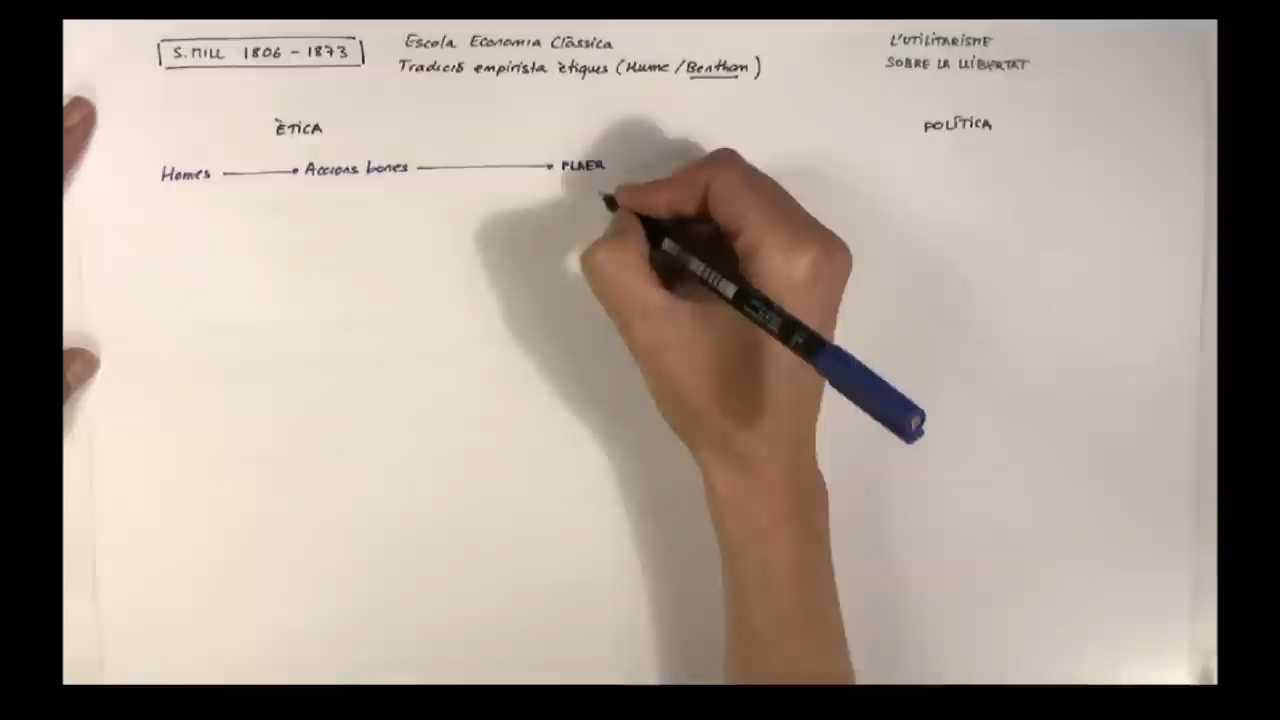 S. MILL 1806 - 1873
Escola Economia Clàssica
Tradició empirista ètiques (Hume / Bentham)
L'UTILITARISME
SOBRE LA LLIBERTAT
ÈTICA
POLÍTICA
Homes → Accions bones → PLAER